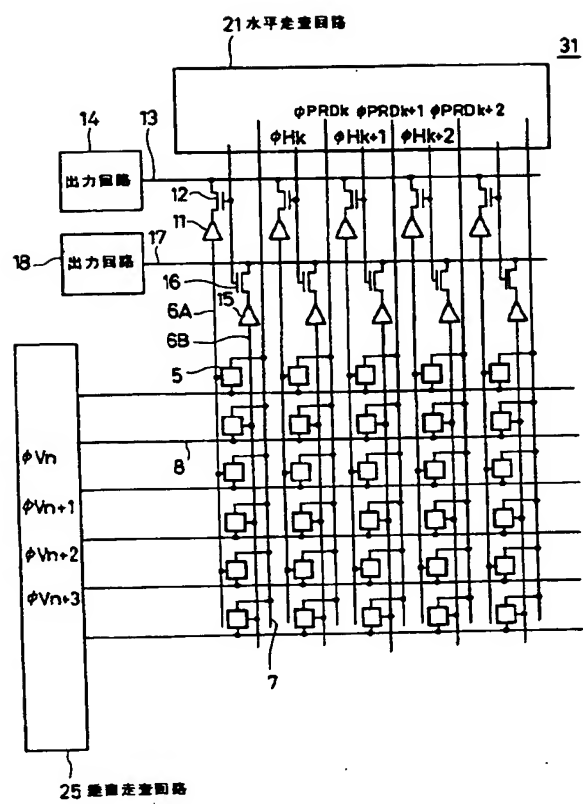 21 水平走査回路
31
φPRDk φPRDk+1 φPRDk+2
φHk φHk+1 φHk+2
14
13
出力回路
12
11
18
出力回路
17
16
15
6A
6B
5
8
φVn
φVn+1
φVn+2
φVn+3
7
25 垂直走査回路